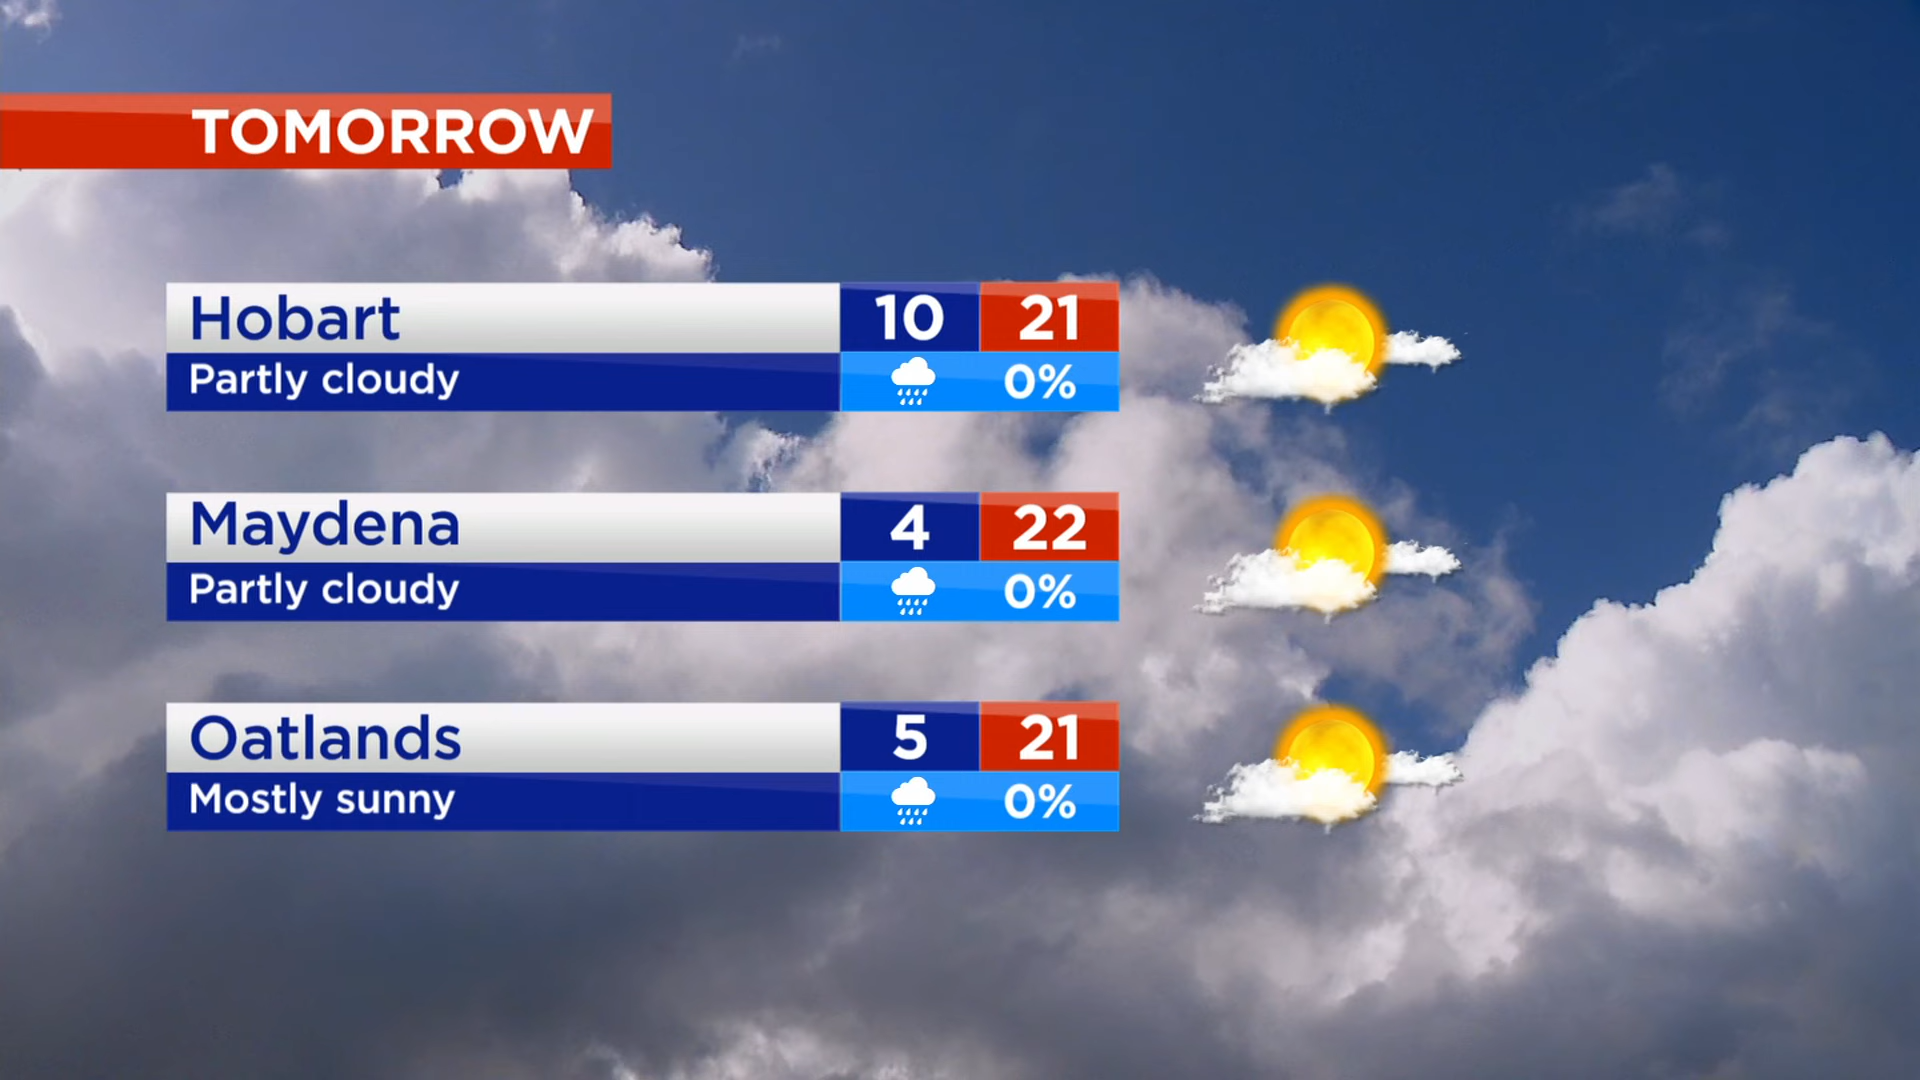 TOMORROW
Hobart 10 21
Partly cloudy 0%
Maydena 4 22
Partly cloudy 0%
Oatlands 5 21
Mostly sunny 0%